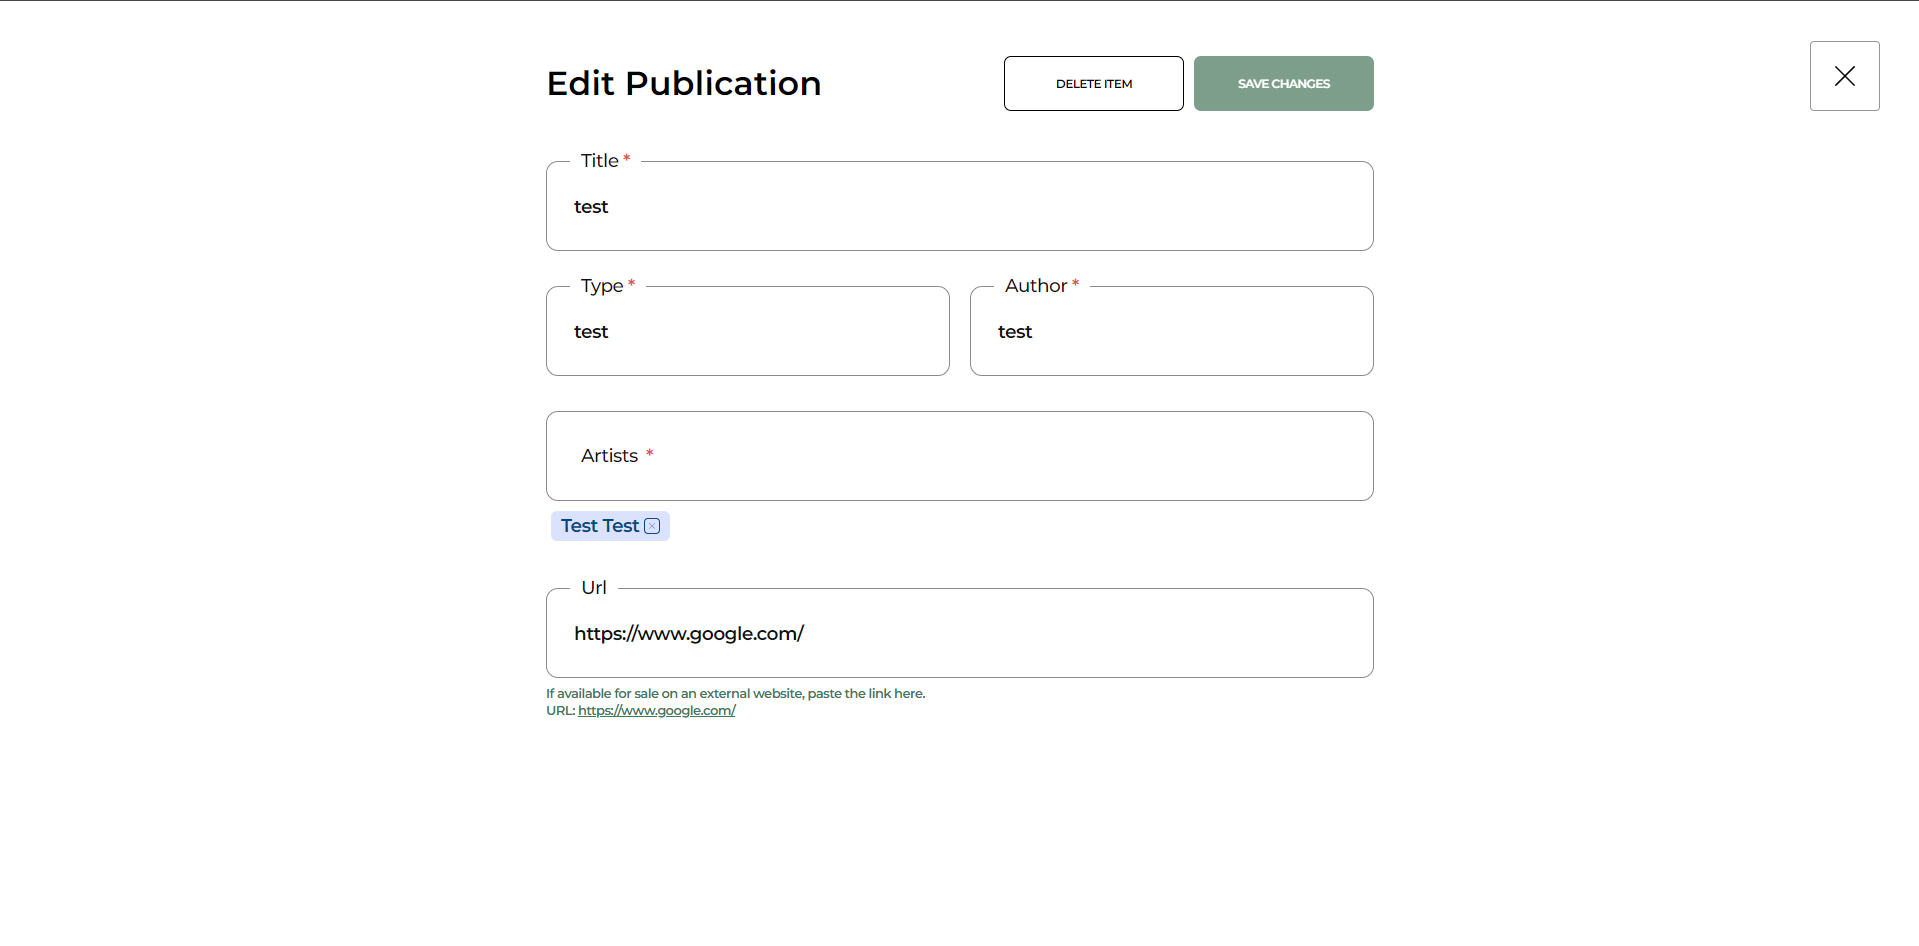 Edit Publication
DELETE ITEM
SAVE CHANGES
Title *
test
Type *
test
Author *
test
Artists *
Test Test
Url
https://www.google.com/
If available for sale on an external website, paste the link here.
URL: https://www.google.com/